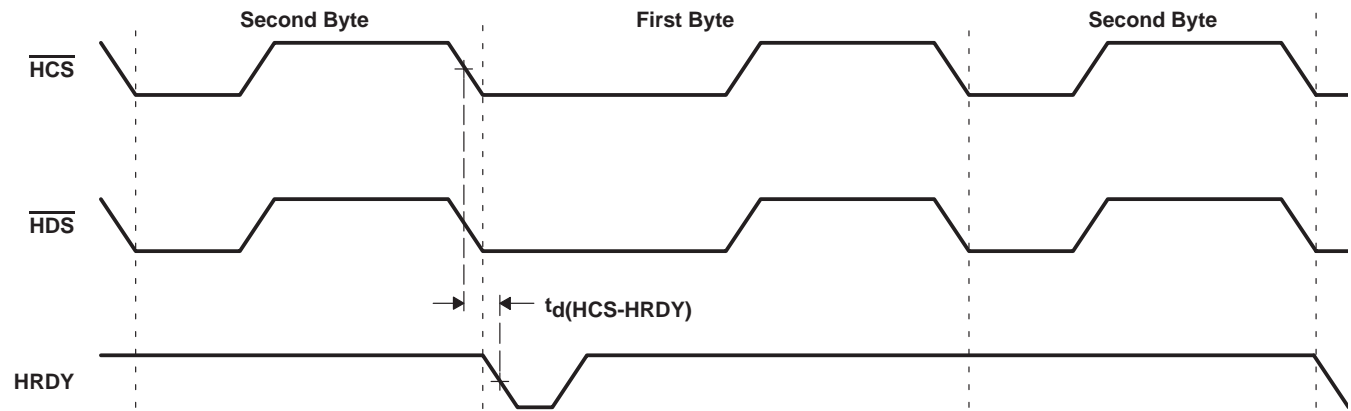 Second Byte First Byte Second Byte
HCS
HDS
td(HCS-HRDY)
HRDY